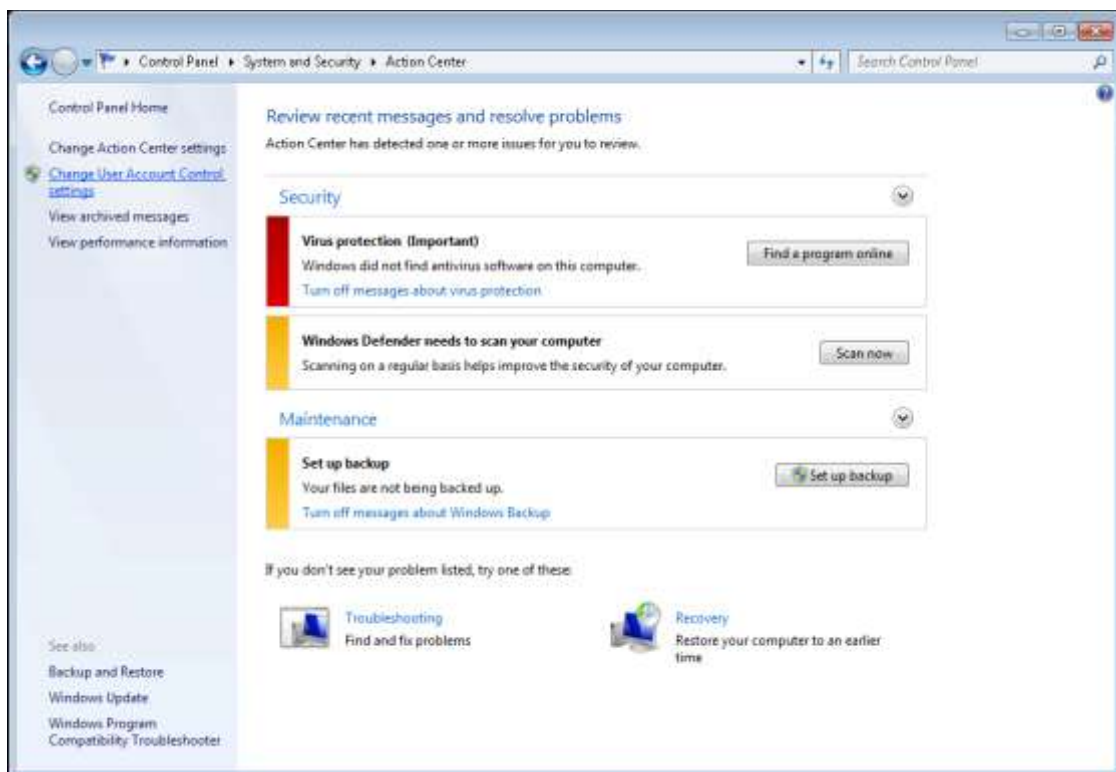 Control Panel ▸ System and Security ▸ Action Center
Search Control Panel
Control Panel Home
Change Action Center settings
Change User Account Control
settings
View archived messages
View performance information
See also
Backup and Restore
Windows Update
Windows Program
Compatibility Troubleshooter
Review recent messages and resolve problems
Action Center has detected one or more issues for you to review.
Security
Virus protection (Important)
Windows did not find antivirus software on this computer.
Turn off messages about virus protection
Find a program online
Windows Defender needs to scan your computer
Scanning on a regular basis helps improve the security of your computer.
Scan now
Maintenance
Set up backup
Your files are not being backed up.
Turn off messages about Windows Backup
Set up backup
If you don't see your problem listed, try one of these:
Troubleshooting
Find and fix problems
Recovery
Restore your computer to an earlier
time